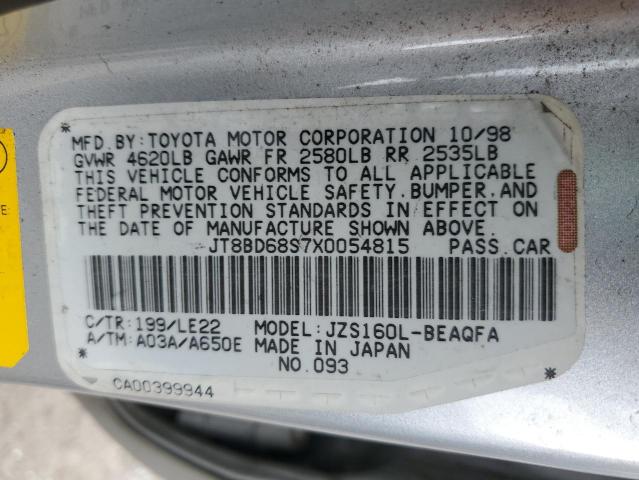 MFD.BY:TOYOTA MOTOR CORPORATION 10/98
GVWR 4620LB GAWR FR 2580LB RR 2535LB
THIS VEHICLE CONFORMS TO ALL APPLICABLE
FEDERAL MOTOR VEHICLE SAFETY.BUMPER.AND
THEFT PREVENTION STANDARDS IN EFFECT ON
THE DATE OF MANUFACTURE SHOWN ABOVE.
JT8BD68S7X0054815 PASS.CAR
C/TR:199/LE22 MODEL:JZS160L-BEAQFA
A/TM:A03A/A650E MADE IN JAPAN
NO.093
CA00399944